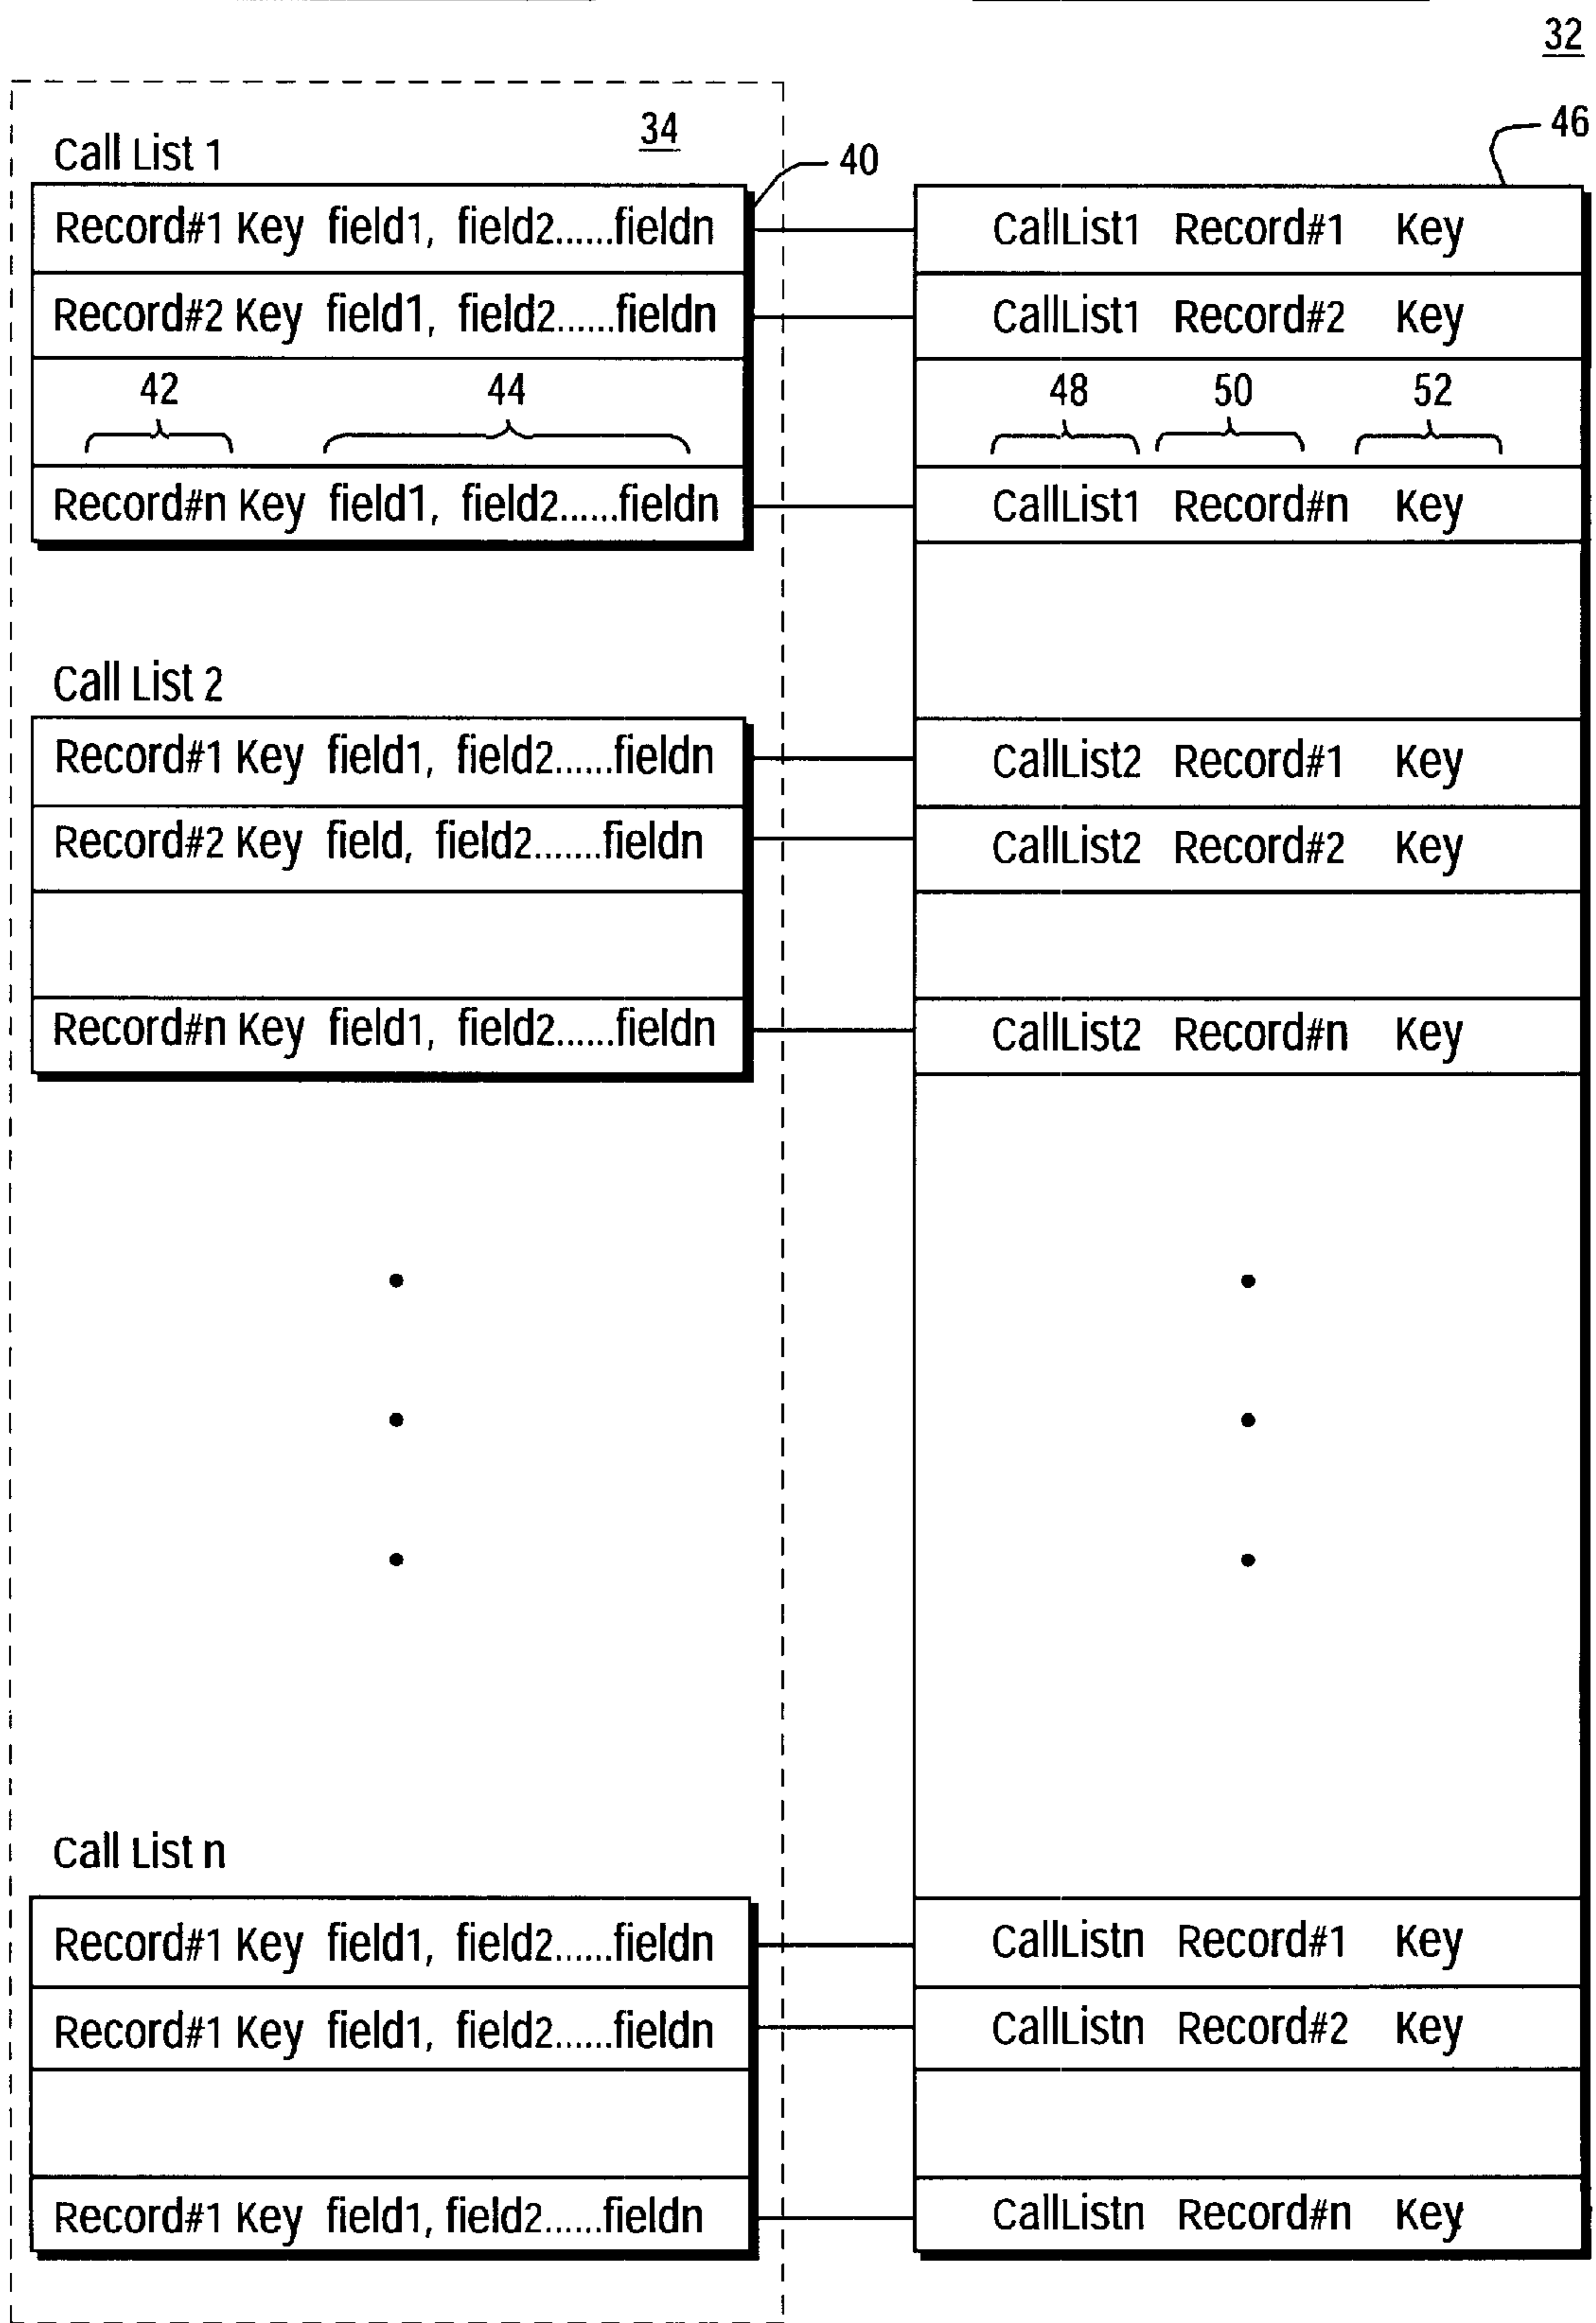 32
34
46
Call List 1
40
Record#1 Key field1, field2......fieldn
CallList1 Record#1 Key
Record#2 Key field1, field2......fieldn
CallList1 Record#2 Key
42 44
48 50 52
Record#n Key field1, field2......fieldn
CallList1 Record#n Key
Call List 2
Record#1 Key field1, field2......fieldn
CallList2 Record#1 Key
Record#2 Key field, field2.......fieldn
CallList2 Record#2 Key
Record#n Key field1, field2......fieldn
CallList2 Record#n Key
Call List n
Record#1 Key field1, field2......fieldn
CallListn Record#1 Key
Record#1 Key field1, field2......fieldn
CallListn Record#2 Key
Record#1 Key field1, field2......fieldn
CallListn Record#n Key